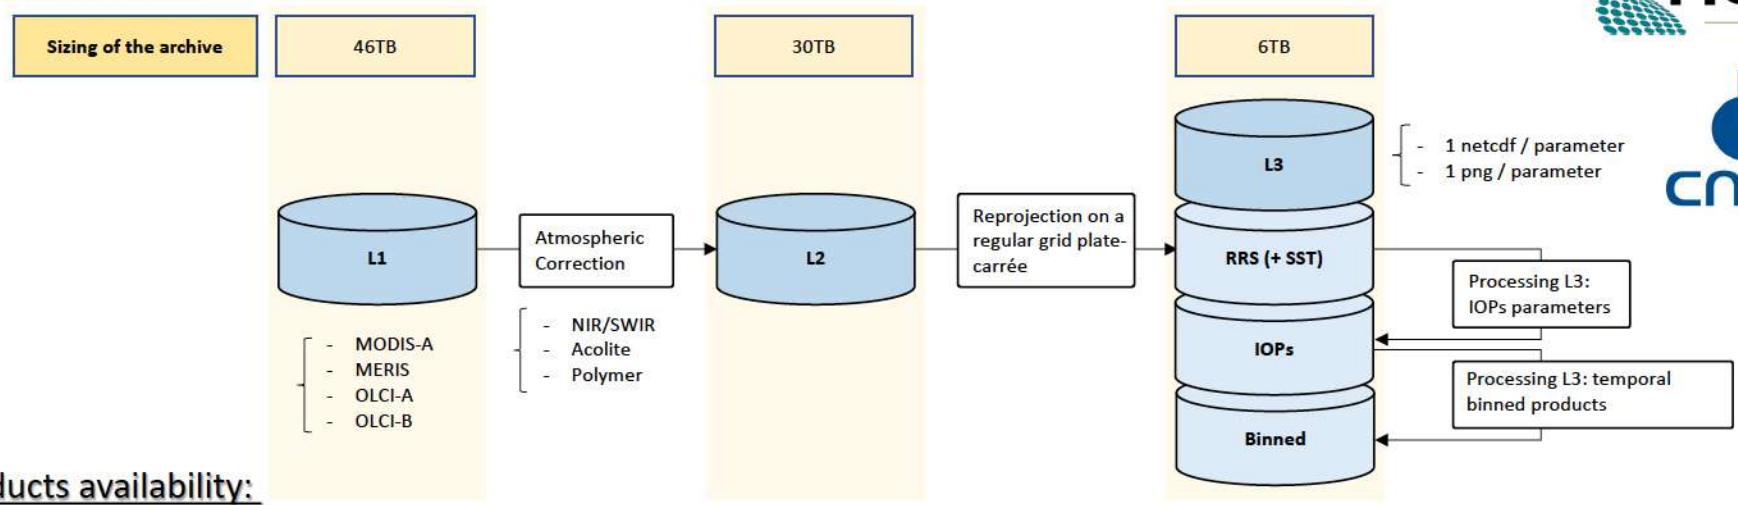 Sizing of the archive
46TB
30TB
6TB
L1
- MODIS-A
- MERIS
- OLCI-A
- OLCI-B
Atmospheric
Correction
- NIR/SWIR
- Acolite
- Polymer
L2
Reprojection on a
regular grid plate-
carrée
L3
- 1 netcdf / parameter
- 1 png / parameter
RRS (+ SST)
Processing L3:
IOPs parameters
IOPs
Processing L3: temporal
binned products
Binned
availability: